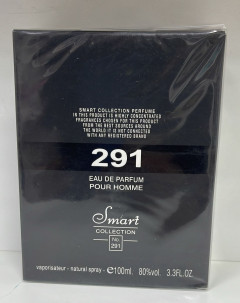 SMART COLLECTION PERFUME
IN THIS PRODUCT IS HIGHLY CONCENTRATED
FRAGRANCES CHOSEN FOR THIS PRODUCT
FROM THE BEST SOURCES AROUND
THE WORLD IT IS NOT CONNECTED
WITH ANY REGISTERED BRAND
291
EAU DE PARFUM
POUR HOMME
Smart
COLLECTION
No.
291
vaporisateur - natural spray - e100ml. 80%vol. 3.3FL.OZ.